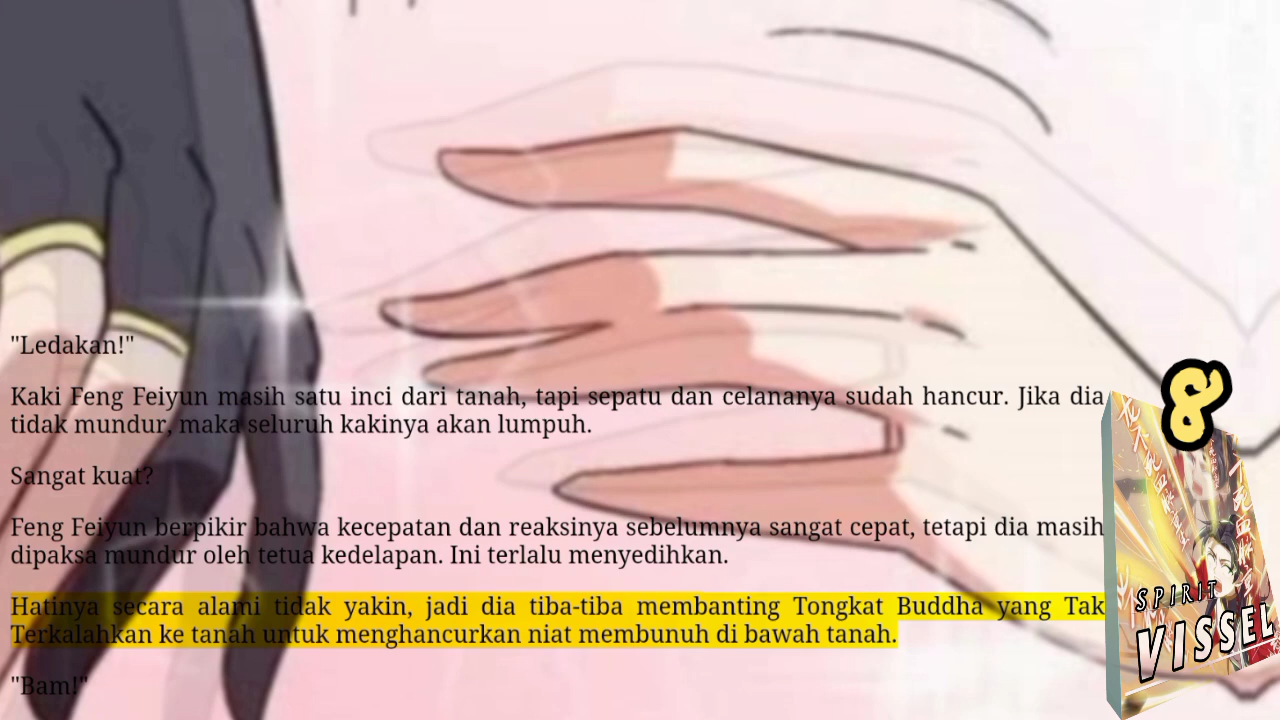 "Ledakan!"
Kaki Feng Feiyun masih satu inci dari tanah, tapi sepatu dan celananya sudah hancur. Jika dia
tidak mundur, maka seluruh kakinya akan lumpuh.
Sangat kuat?
Feng Feiyun berpikir bahwa kecepatan dan reaksinya sebelumnya sangat cepat, tetapi dia masih
dipaksa mundur oleh tetua kedelapan. Ini terlalu menyedihkan.
Hatinya secara alami tidak yakin, jadi dia tiba-tiba membanting Tongkat Buddha yang Tak
Terkalahkan ke tanah untuk menghancurkan niat membunuh di bawah tanah.
"Bam!"
8
SPIRIT
VISSEL